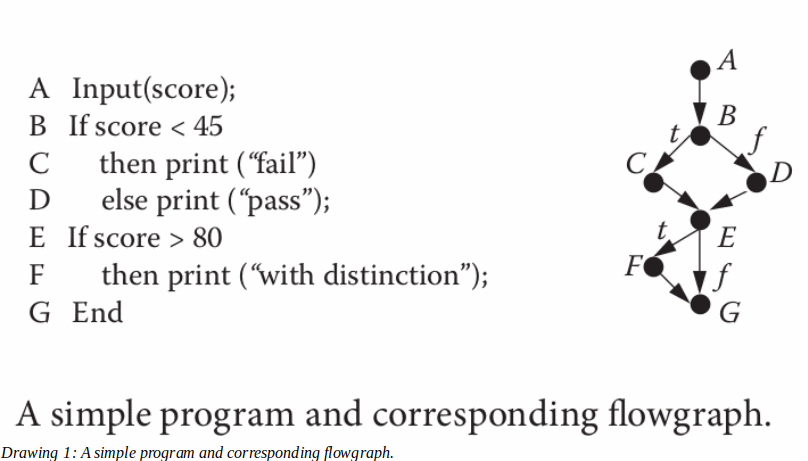 A Input(score);
B If score < 45
C then print (“fail”)
D else print (“pass”);
E If score > 80
F then print (“with distinction”);
G End
A
B
t
f
C
D
t
E
F
f
G
A simple program and corresponding flowgraph.
Drawing 1: A simple program and corresponding flowgraph.